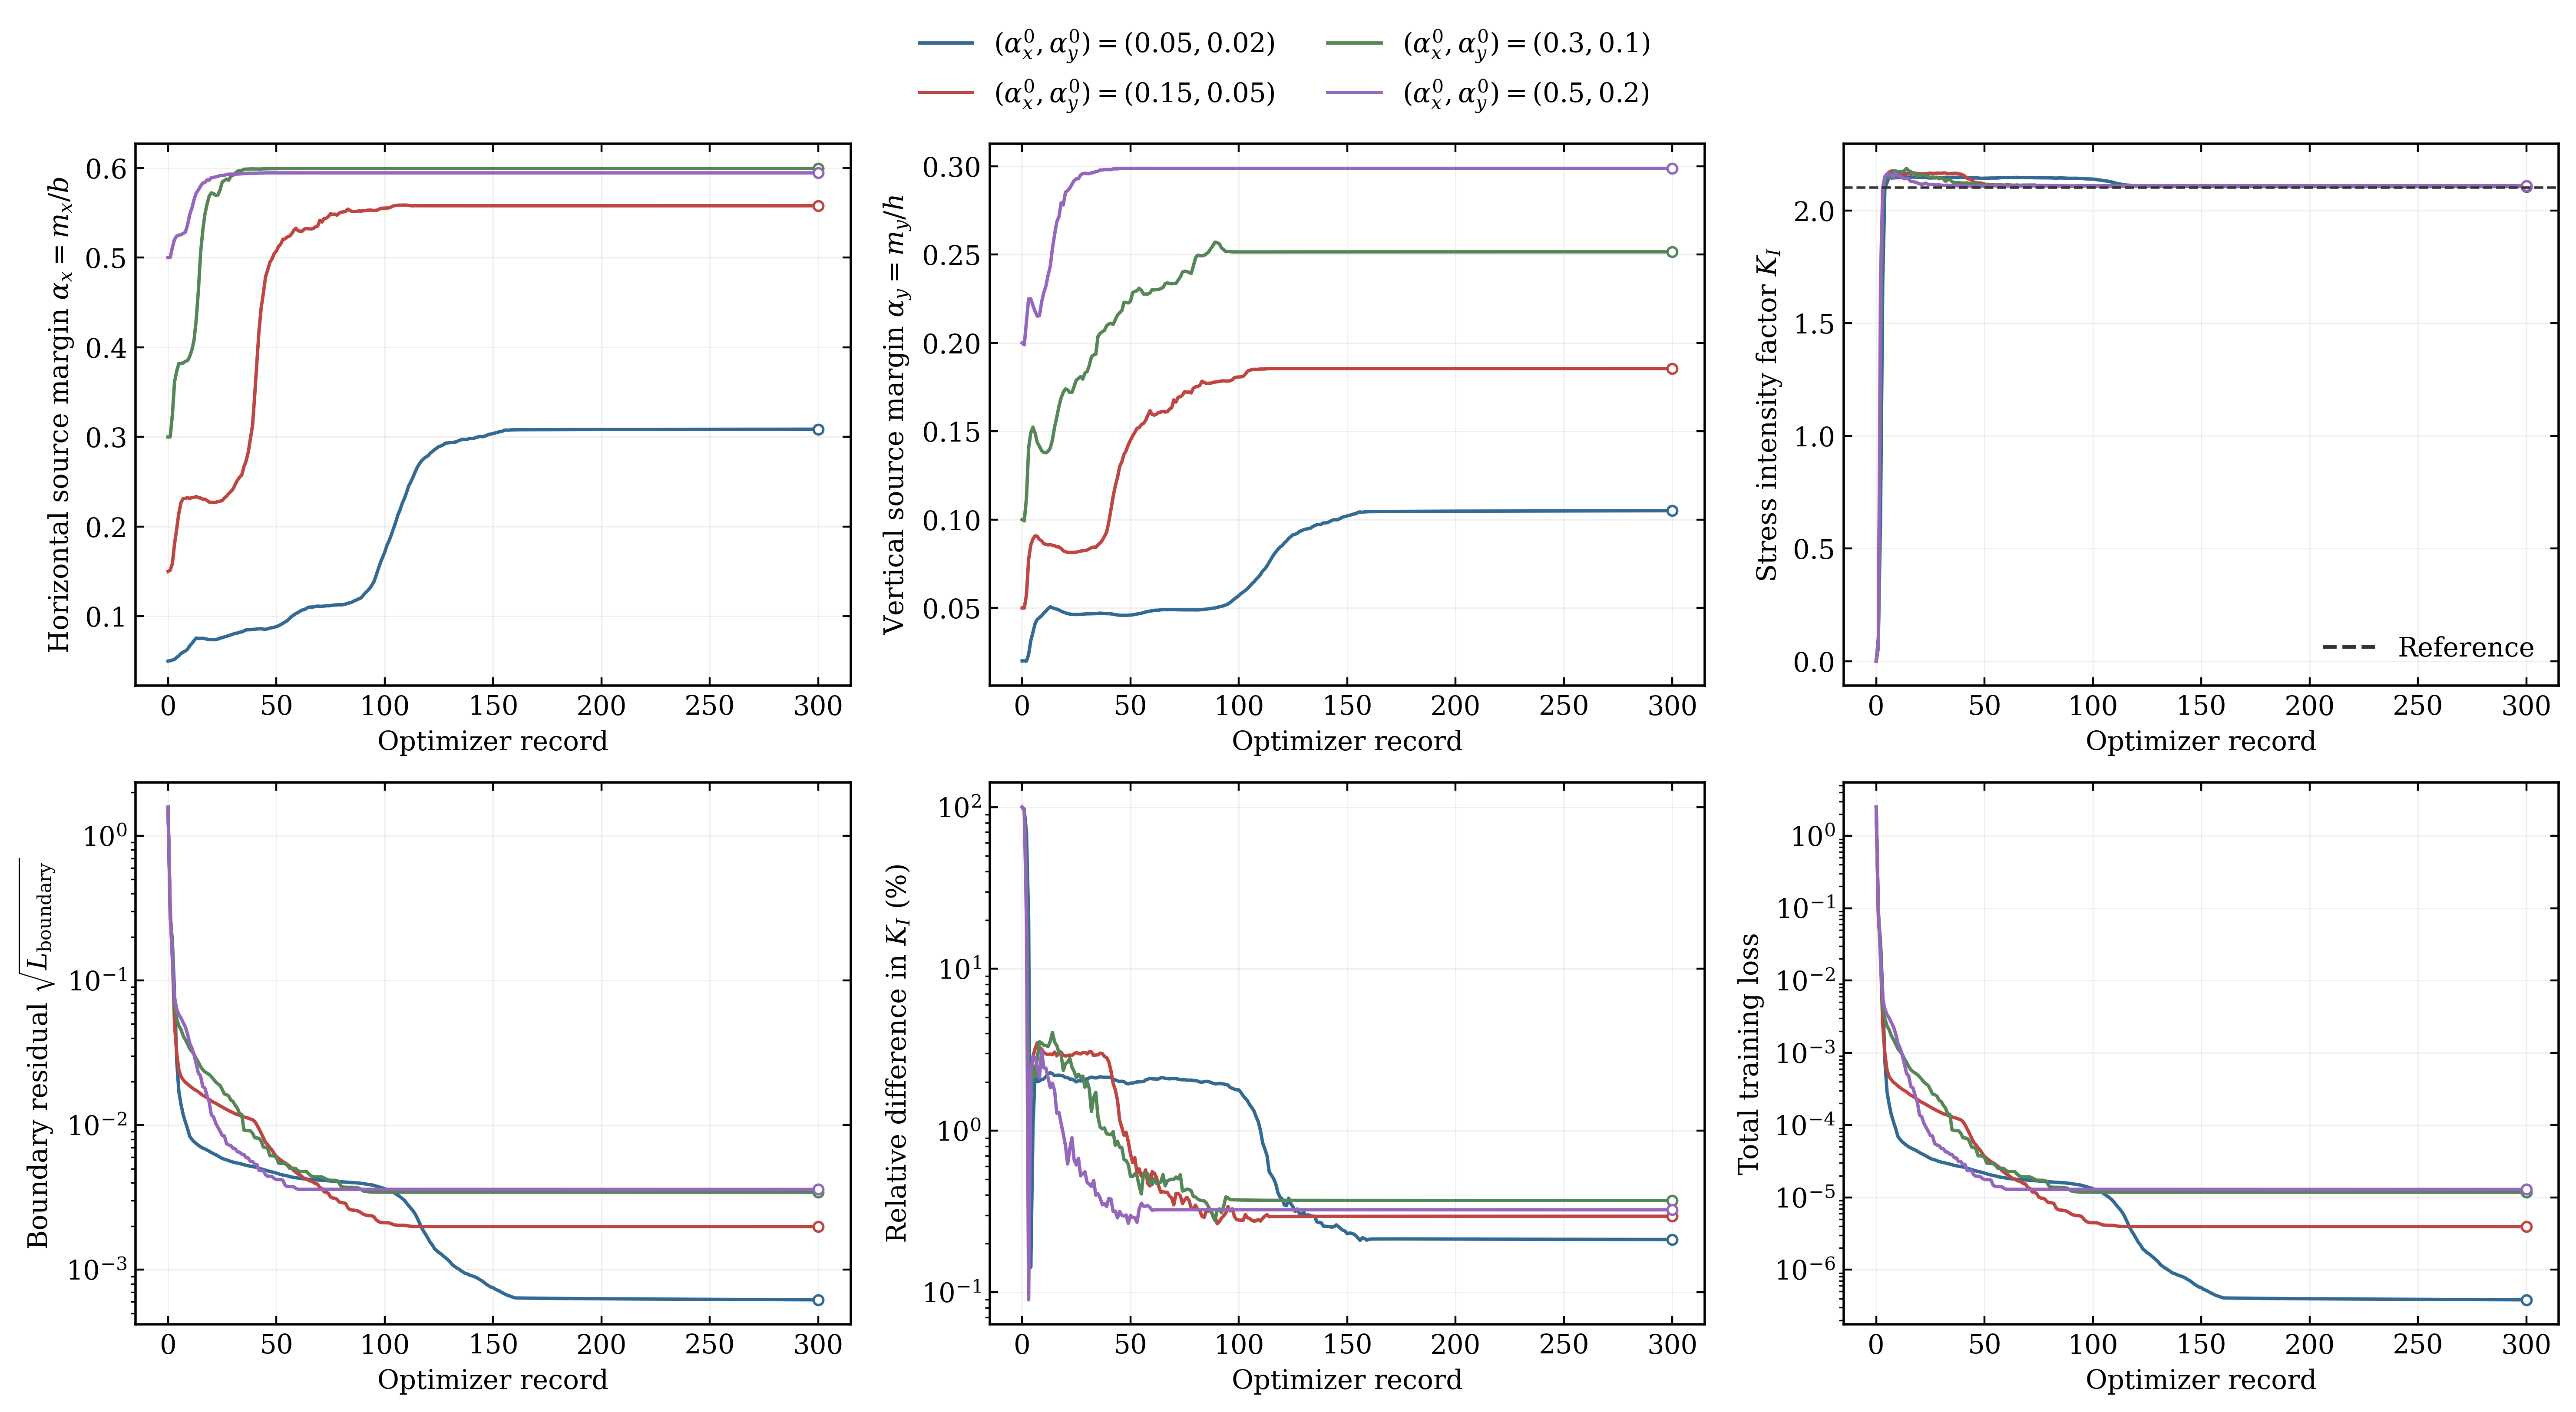 (α_x^0, α_y^0) = (0.05, 0.02)
(α_x^0, α_y^0) = (0.3, 0.1)
(α_x^0, α_y^0) = (0.15, 0.05)
(α_x^0, α_y^0) = (0.5, 0.2)
Horizontal source margin α_x = m_x/b
0.6
0.5
0.4
0.3
0.2
0.1
0 50 100 150 200 250 300
Optimizer record
Vertical source margin α_y = m_y/h
0.30
0.25
0.20
0.15
0.10
0.05
0 50 100 150 200 250 300
Optimizer record
Stress intensity factor K_I
2.0
1.5
1.0
0.5
0.0
Reference
0 50 100 150 200 250 300
Optimizer record
Boundary residual √L_boundary
10^0
10^-1
10^-2
10^-3
0 50 100 150 200 250 300
Optimizer record
Relative difference in K_I (%)
10^2
10^1
10^0
10^-1
0 50 100 150 200 250 300
Optimizer record
Total training loss
10^0
10^-1
10^-2
10^-3
10^-4
10^-5
10^-6
0 50 100 150 200 250 300
Optimizer record